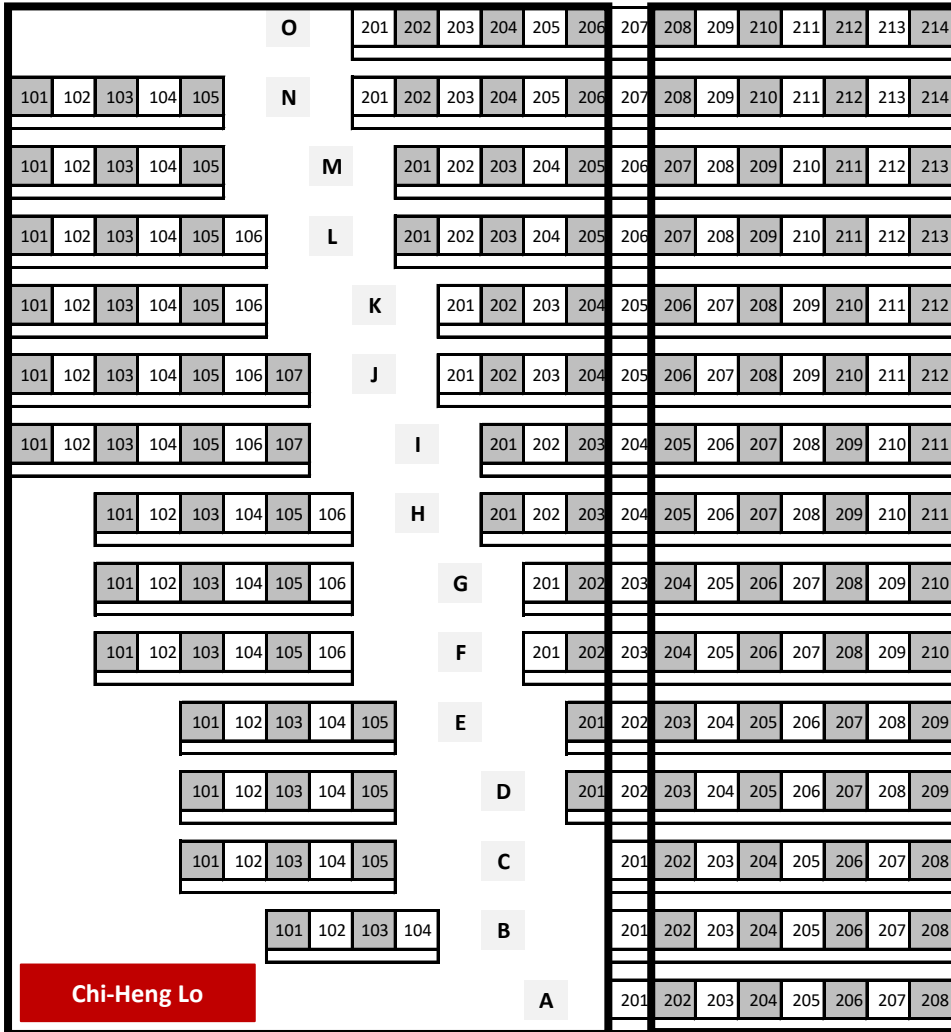 O 201 202 203 204 205 206 207 208 209 210 211 212 213 214
101 102 103 104 105 N 201 202 203 204 205 206 207 208 209 210 211 212 213 214
101 102 103 104 105 M 201 202 203 204 205 206 207 208 209 210 211 212 213
101 102 103 104 105 106 L 201 202 203 204 205 206 207 208 209 210 211 212 213
101 102 103 104 105 106 K 201 202 203 204 205 206 207 208 209 210 211 212
101 102 103 104 105 106 107 J 201 202 203 204 205 206 207 208 209 210 211 212
101 102 103 104 105 106 107 I 201 202 203 204 205 206 207 208 209 210 211
101 102 103 104 105 106 H 201 202 203 204 205 206 207 208 209 210 211
101 102 103 104 105 106 G 201 202 203 204 205 206 207 208 209 210
101 102 103 104 105 106 F 201 202 203 204 205 206 207 208 209 210
101 102 103 104 105 E 201 202 203 204 205 206 207 208 209
101 102 103 104 105 D 201 202 203 204 205 206 207 208 209
101 102 103 104 105 C 201 202 203 204 205 206 207 208
101 102 103 104 B 201 202 203 204 205 206 207 208
Chi-Heng Lo A 201 202 203 204 205 206 207 208